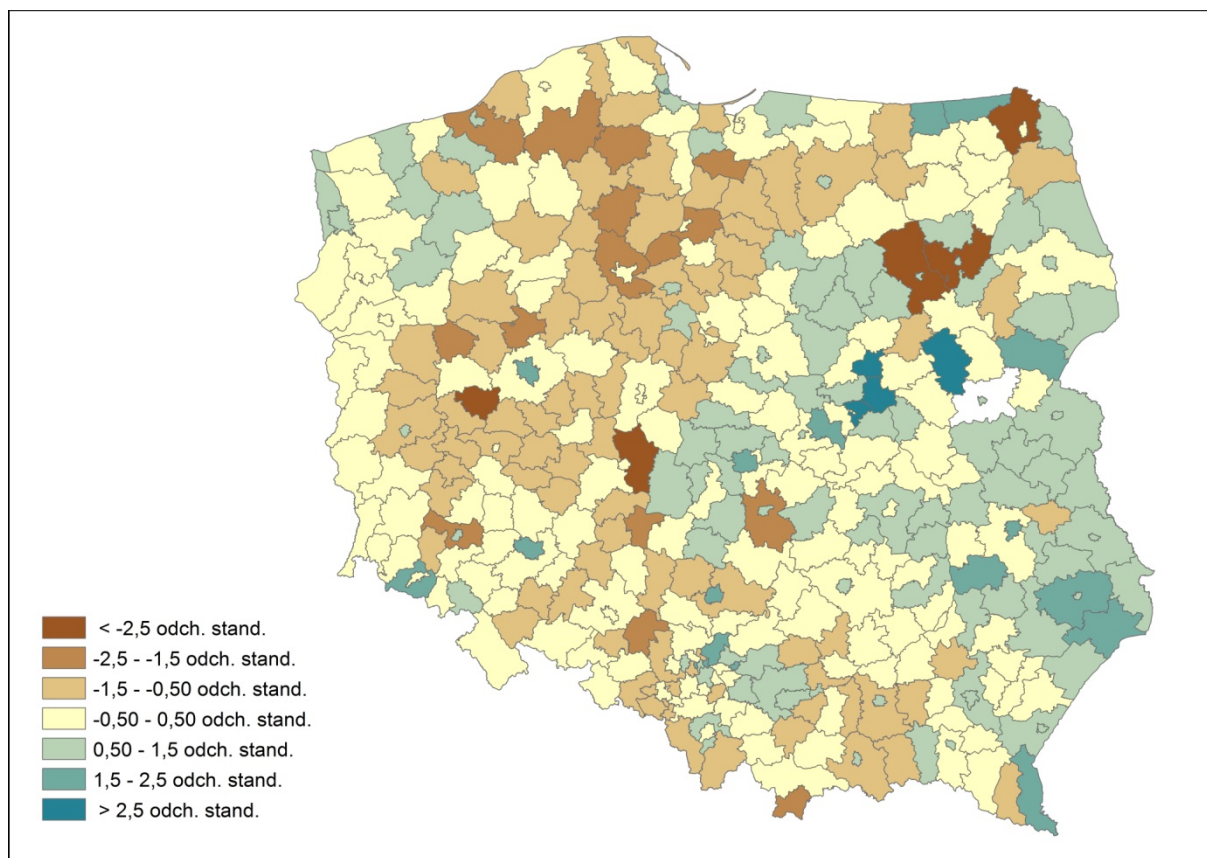 < -2,5 odch. stand.
-2,5 - -1,5 odch. stand.
-1,5 - -0,50 odch. stand.
-0,50 - 0,50 odch. stand.
0,50 - 1,5 odch. stand.
1,5 - 2,5 odch. stand.
> 2,5 odch. stand.